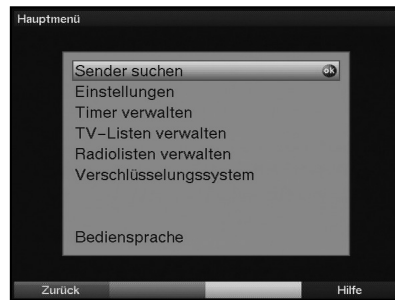 Hauptmenü
Sender suchen ok
Einstellungen
Timer verwalten
TV-Listen verwalten
Radiolisten verwalten
Verschlüsselungssystem
Bediensprache
Zurück Hilfe